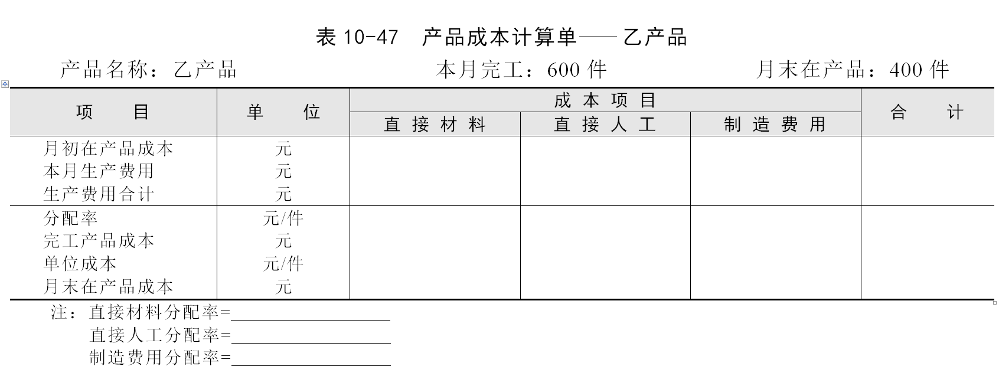 表 10-47 产品成本计算单——乙产品
产品名称：乙产品 本月完工：600 件 月末在产品：400 件
项 目 单 位 成本项目 合 计
直接材料 直接人工 制造费用
月初在产品成本 元
本月生产费用 元
生产费用合计 元
分配率 元/件
完工产品成本 元
单位成本 元/件
月末在产品成本 元
注：直接材料分配率=
直接人工分配率=
制造费用分配率=